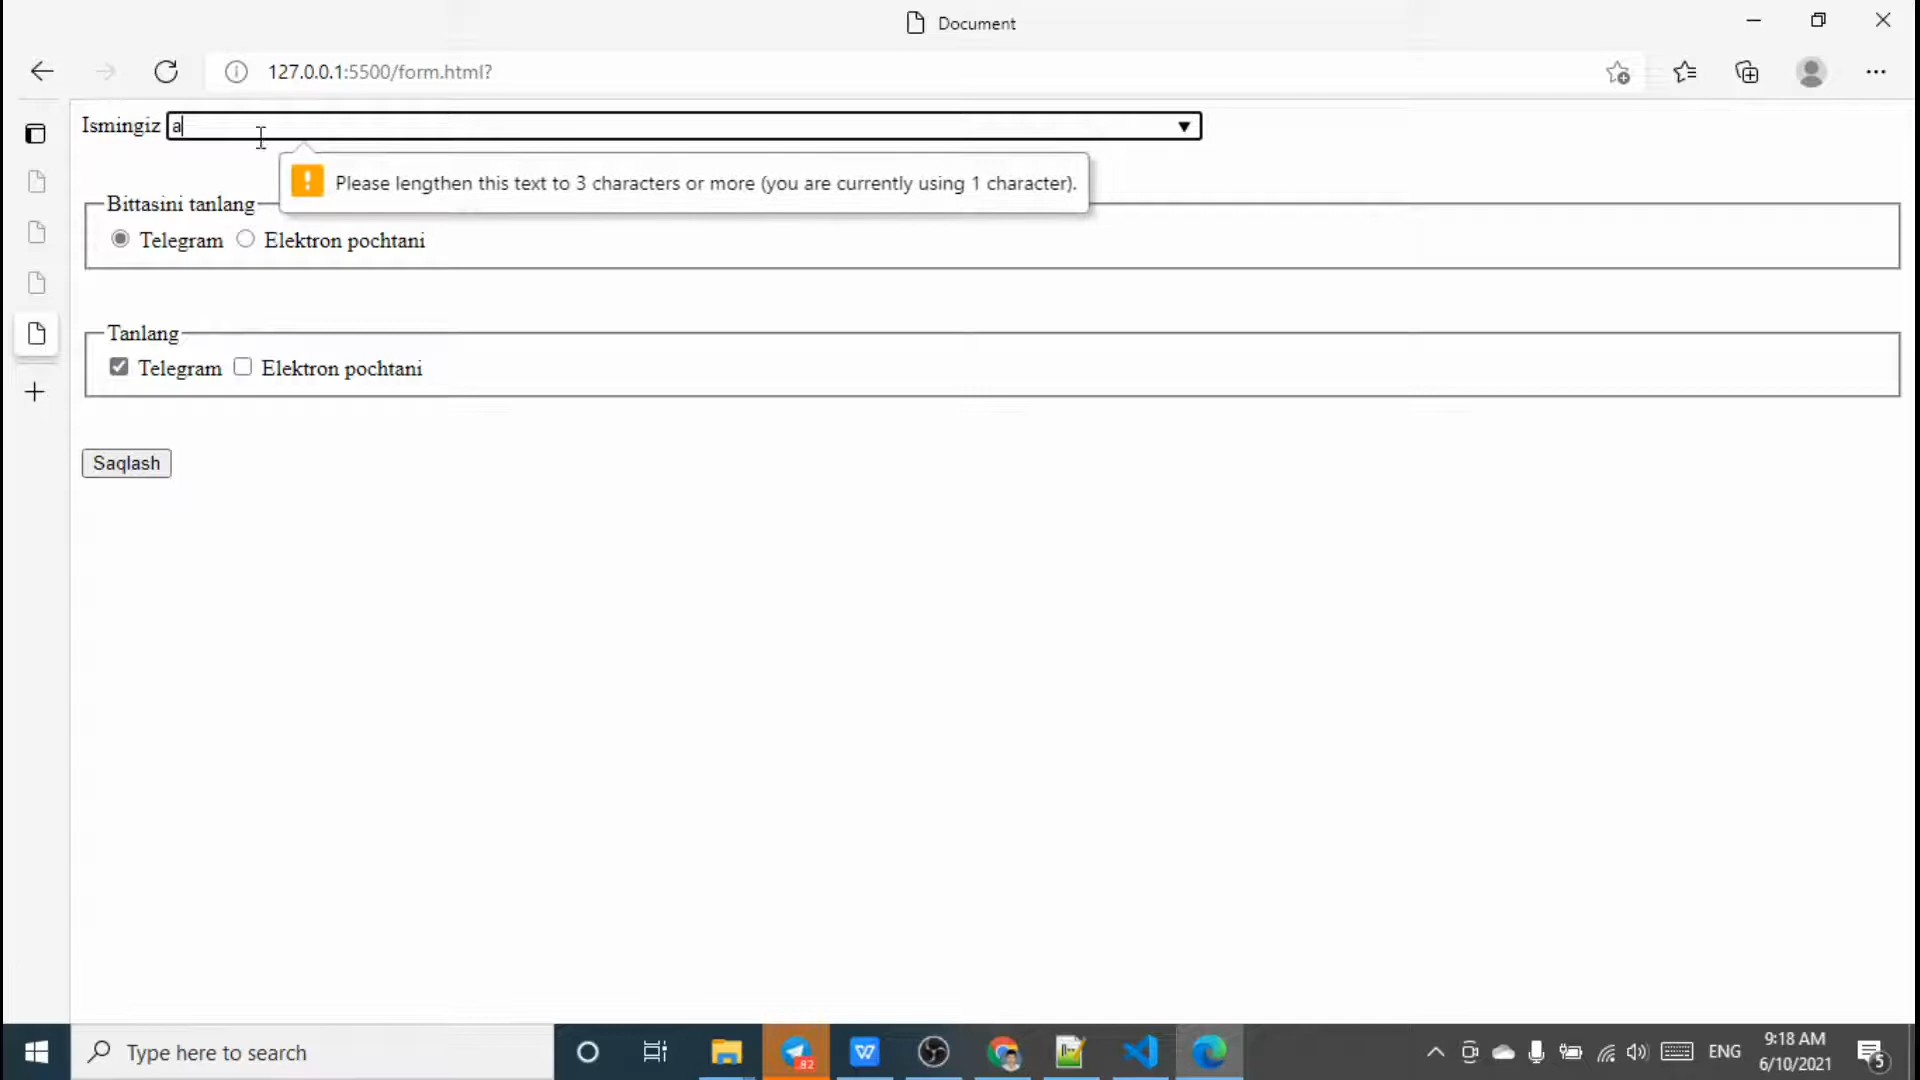 Document
127.0.0.1:5500/form.html?
Ismingiz a
Please lengthen this text to 3 characters or more (you are currently using 1 character).
Bittasini tanlang
Telegram Elektron pochtani
Tanlang
Telegram Elektron pochtani
Saqlash
Type here to search
82
ENG
9:18 AM
6/10/2021
5